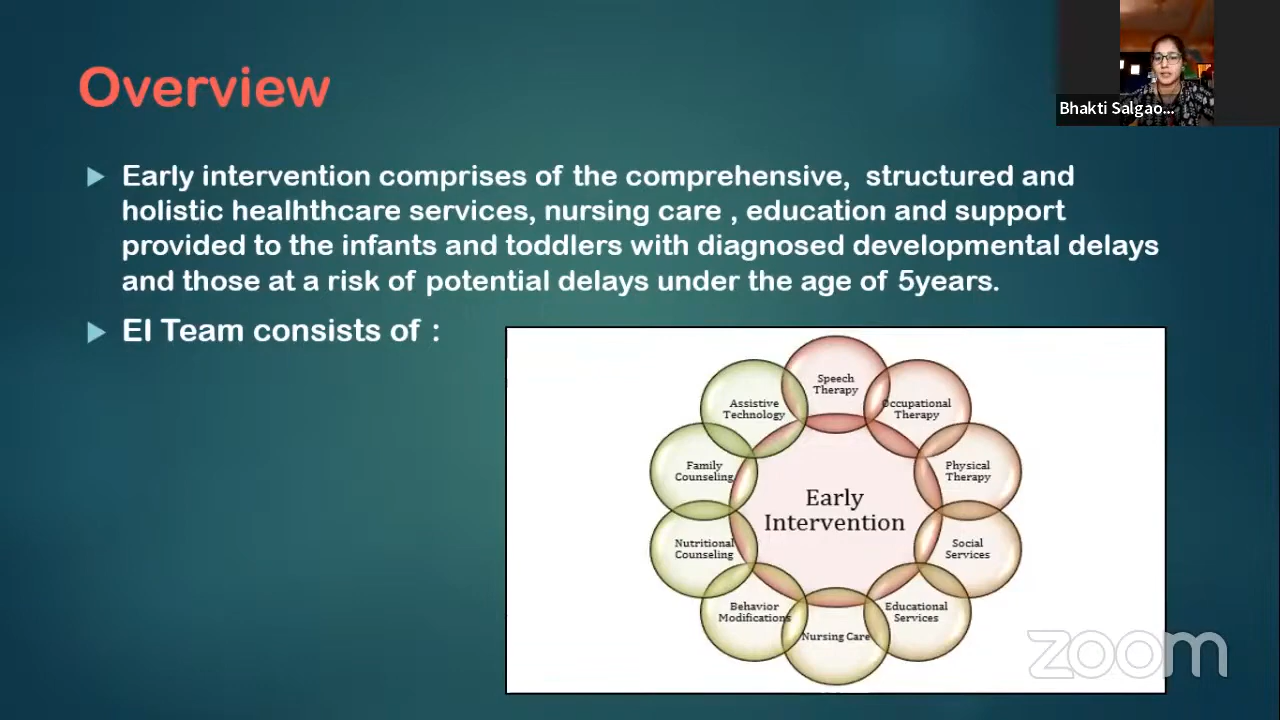 Overview
Bhakti Salgao...
Early intervention comprises of the comprehensive, structured and
holistic healhthcare services, nursing care , education and support
provided to the infants and toddlers with diagnosed developmental delays
and those at a risk of potential delays under the age of 5years.
EI Team consists of :
Speech
Therapy
Assistive
Technology
Occupational
Therapy
Family
Counseling
Physical
Therapy
Early
Intervention
Nutritional
Counseling
Social
Services
Behavior
Modifications
Educational
Services
Nursing Care
zoom